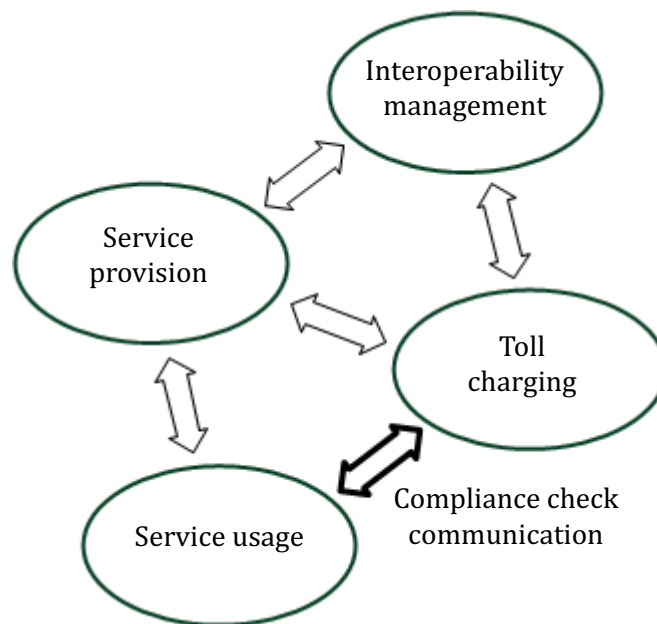 Interoperability
management
Service
provision
Toll
charging
Service usage
Compliance check
communication